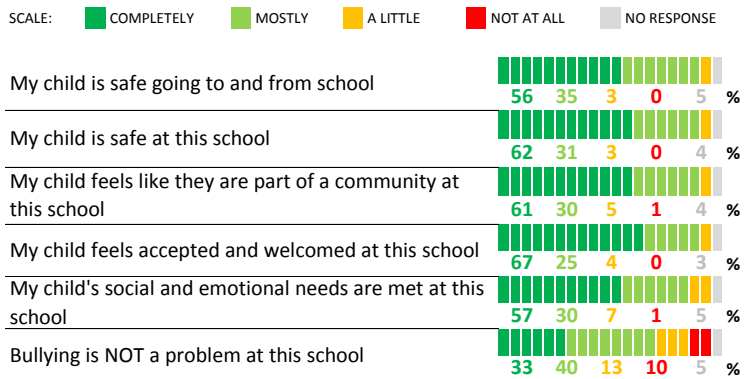 SCALE: COMPLETELY MOSTLY A LITTLE NOT AT ALL NO RESPONSE
My child is safe going to and from school
56 35 3 0 5 %
My child is safe at this school
62 31 3 0 4 %
My child feels like they are part of a community at
this school
61 30 5 1 4 %
My child feels accepted and welcomed at this school
67 25 4 0 3 %
My child's social and emotional needs are met at this
school
57 30 7 1 5 %
Bullying is NOT a problem at this school
33 40 13 10 5 %